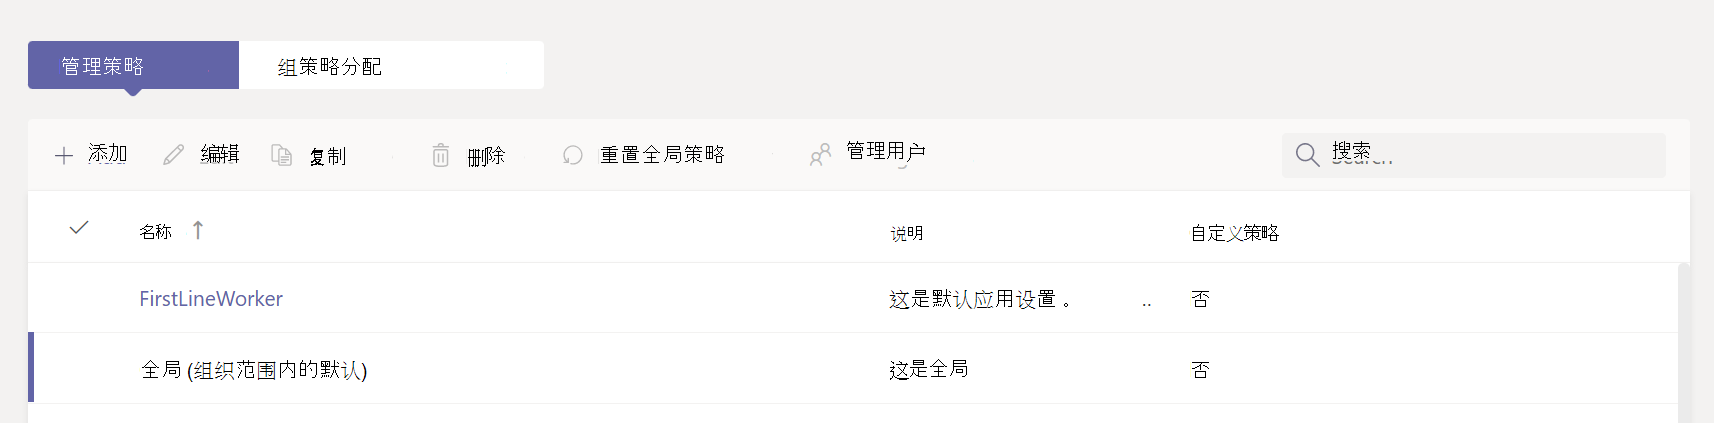 管理策略 组策略分配
添加 编辑 复制 删除 重置全局策略 管理用户 搜索
名称 说明 自定义策略
FirstLineWorker 这是默认应用设置。 .. 否
全局 (组织范围内的默认) 这是全局 否